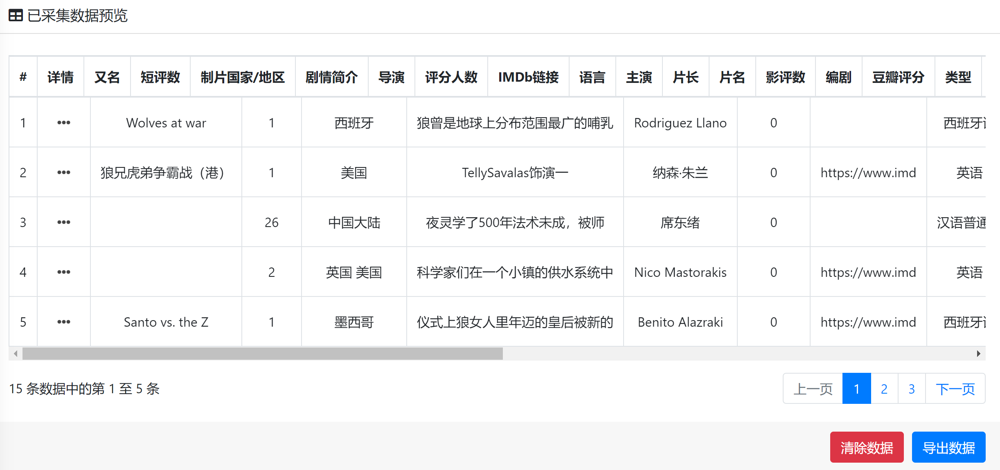 已采集数据预览
# 详情 又名 短评数 制片国家/地区 剧情简介 导演 评分人数 IMDb链接 语言 主演 片长 片名 影评数 编剧 豆瓣评分 类型
1 ••• Wolves at war 1 西班牙 狼曾是地球上分布范围最广的哺乳 Rodriguez Llano 0 西班牙
2 ••• 狼兄虎弟争霸战（港） 1 美国 TellySavalas饰演一 纳森·朱兰 0 https://www.imd 英语
3 ••• 26 中国大陆 夜灵学了500年法术未成，被师 席东绪 0 汉语普通
4 ••• 2 英国 美国 科学家们在一个小镇的供水系统中 Nico Mastorakis 0 https://www.imd 英语
5 ••• Santo vs. the Z 1 墨西哥 仪式上狼女人里年迈的皇后被新的 Benito Alazraki 0 https://www.imd 西班牙
15 条数据中的第 1 至 5 条
上一页 1 2 3 下一页
清除数据 导出数据